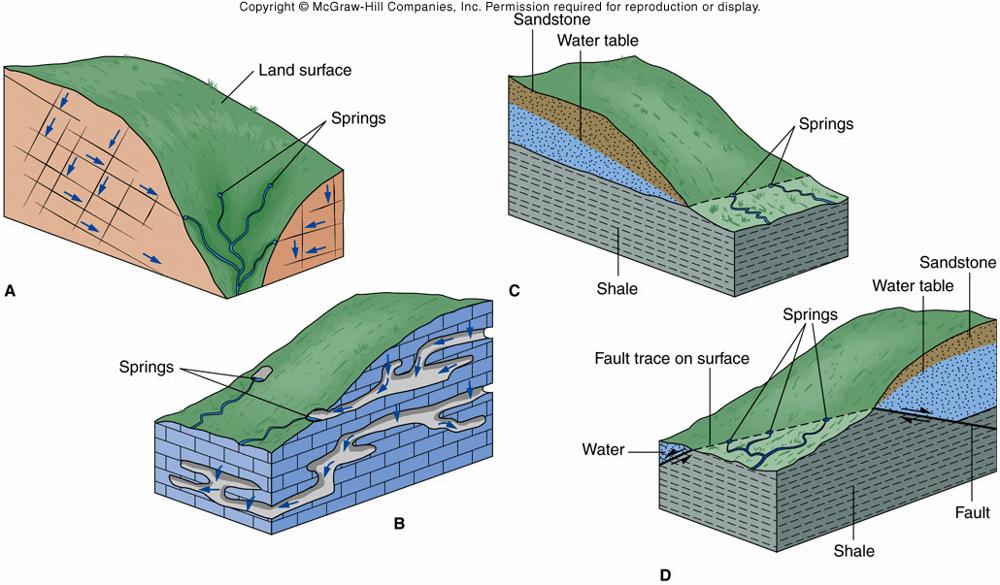 Copyright © McGraw-Hill Companies, Inc. Permission required for reproduction or display.
Land surface
Springs
A
Sandstone
Water table
Springs
Shale
C
Springs
B
Sandstone
Water table
Springs
Fault trace on surface
Water
Fault
Shale
D